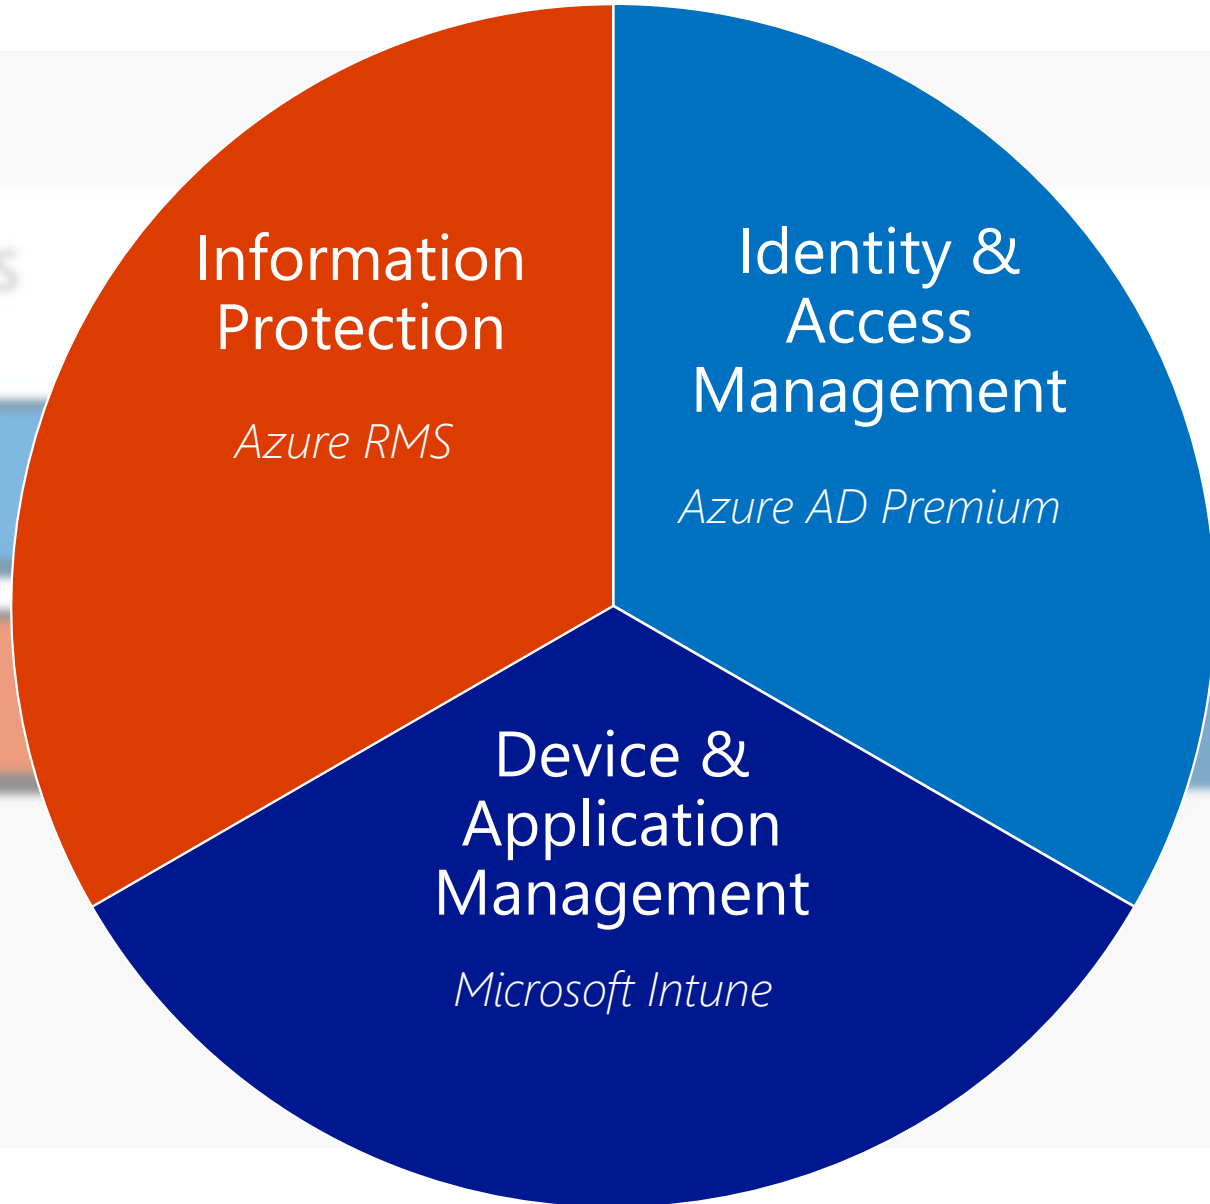 Information
Protection
Azure RMS
Identity &
Access
Management
Azure AD Premium
Device &
Application
Management
Microsoft Intune